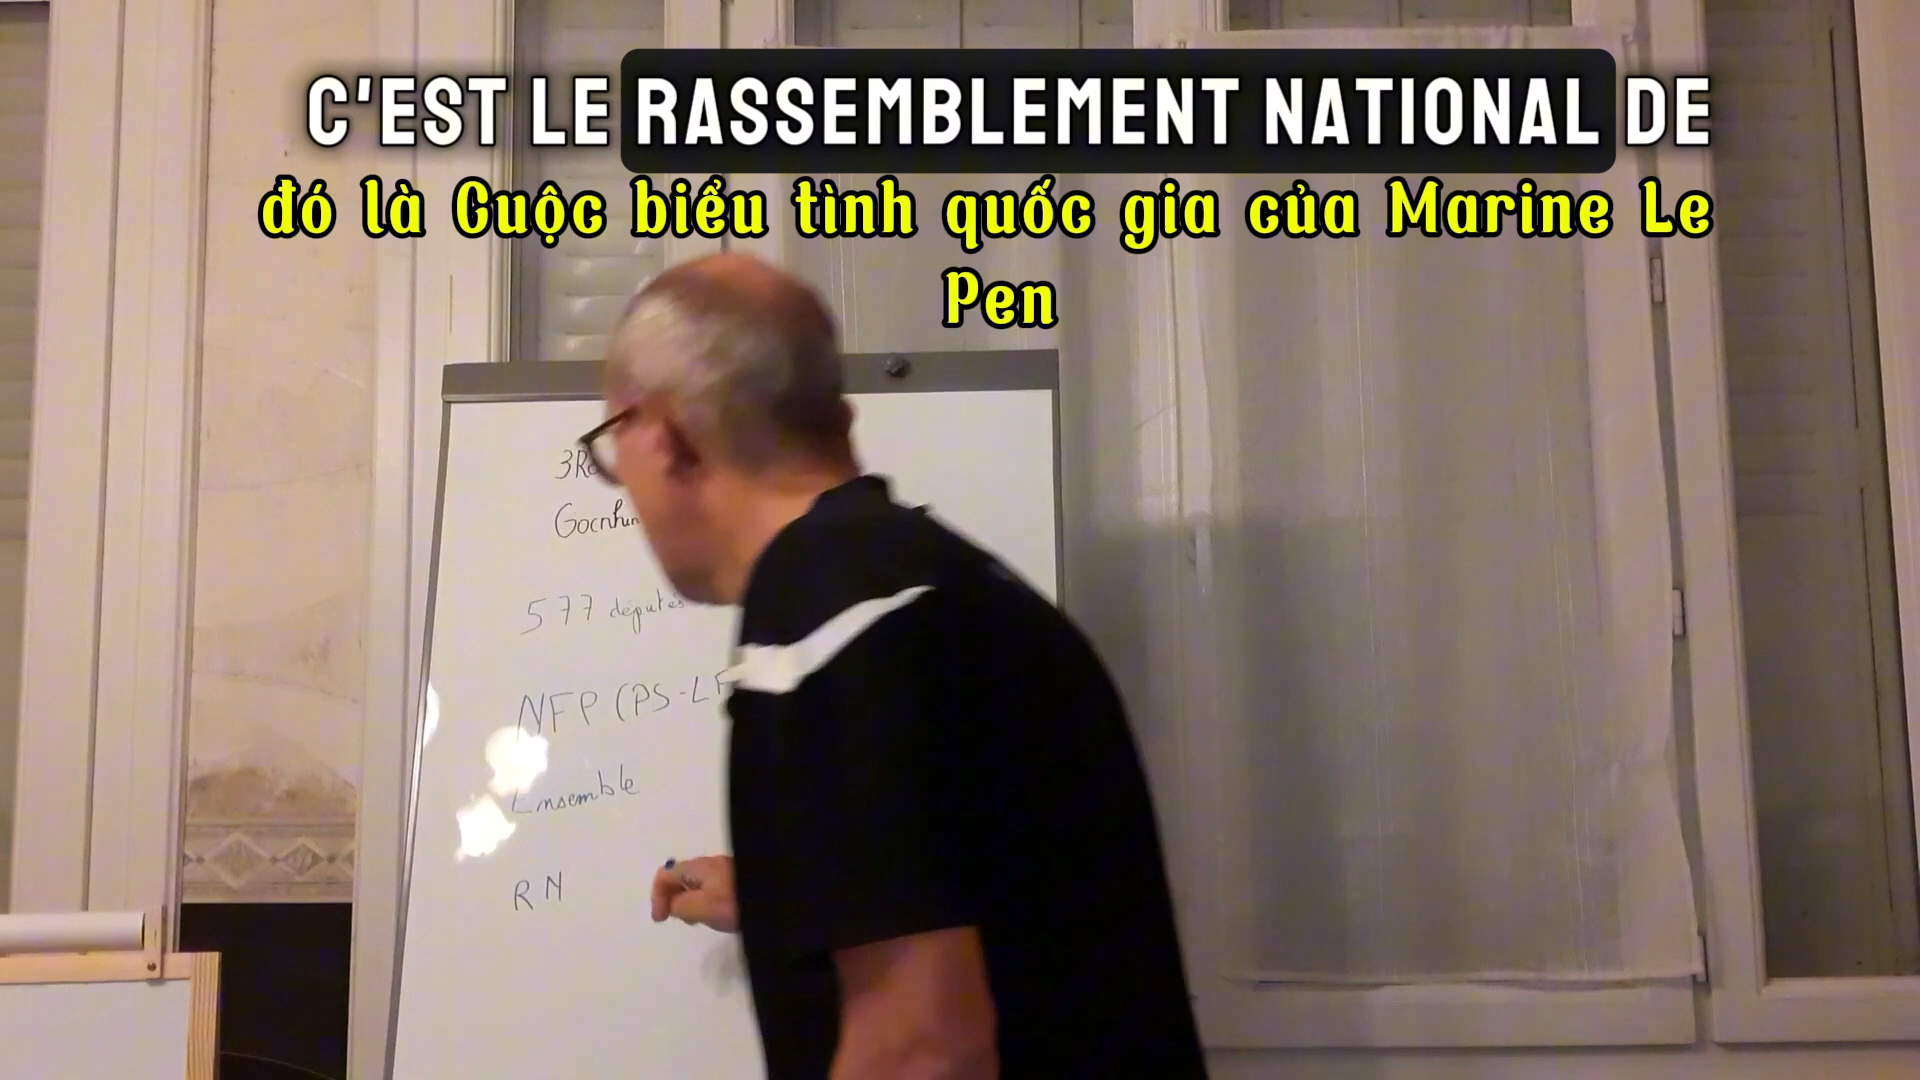 C'EST LE RASSEMBLEMENT NATIONAL DE
đó là Cuộc biểu tình quốc gia của Marine Le
Pen
577 députés
NFP (PS-LF
Ensemble
RN